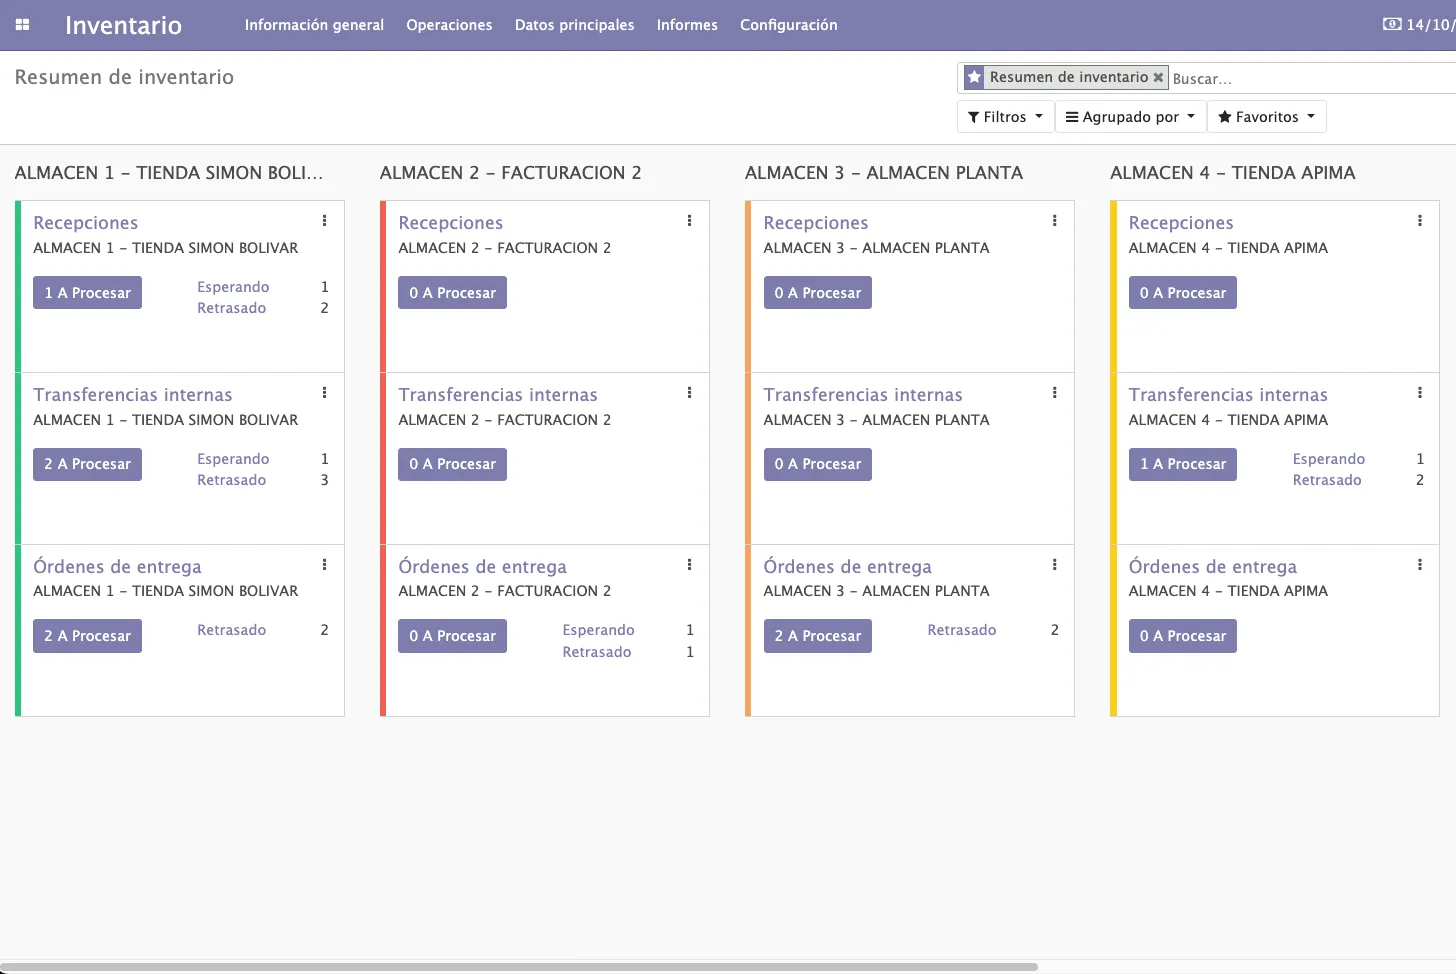 Inventario
Información general
Operaciones
Datos principales
Informes
Configuración
14/10/
Resumen de inventario
Resumen de inventario
Buscar...
Filtros
Agrupado por
Favoritos
ALMACEN 1 - TIENDA SIMON BOLI...
Recepciones
ALMACEN 1 - TIENDA SIMON BOLIVAR
1 A Procesar
Esperando 1
Retrasado 2
Transferencias internas
ALMACEN 1 - TIENDA SIMON BOLIVAR
2 A Procesar
Esperando 1
Retrasado 3
Órdenes de entrega
ALMACEN 1 - TIENDA SIMON BOLIVAR
2 A Procesar
Retrasado 2
ALMACEN 2 - FACTURACION 2
Recepciones
ALMACEN 2 - FACTURACION 2
0 A Procesar
Transferencias internas
ALMACEN 2 - FACTURACION 2
0 A Procesar
Órdenes de entrega
ALMACEN 2 - FACTURACION 2
0 A Procesar
Esperando 1
Retrasado 1
ALMACEN 3 - ALMACEN PLANTA
Recepciones
ALMACEN 3 - ALMACEN PLANTA
0 A Procesar
Transferencias internas
ALMACEN 3 - ALMACEN PLANTA
0 A Procesar
Órdenes de entrega
ALMACEN 3 - ALMACEN PLANTA
2 A Procesar
Retrasado 2
ALMACEN 4 - TIENDA APIMA
Recepciones
ALMACEN 4 - TIENDA APIMA
0 A Procesar
Transferencias internas
ALMACEN 4 - TIENDA APIMA
1 A Procesar
Esperando 1
Retrasado 2
Órdenes de entrega
ALMACEN 4 - TIENDA APIMA
0 A Procesar